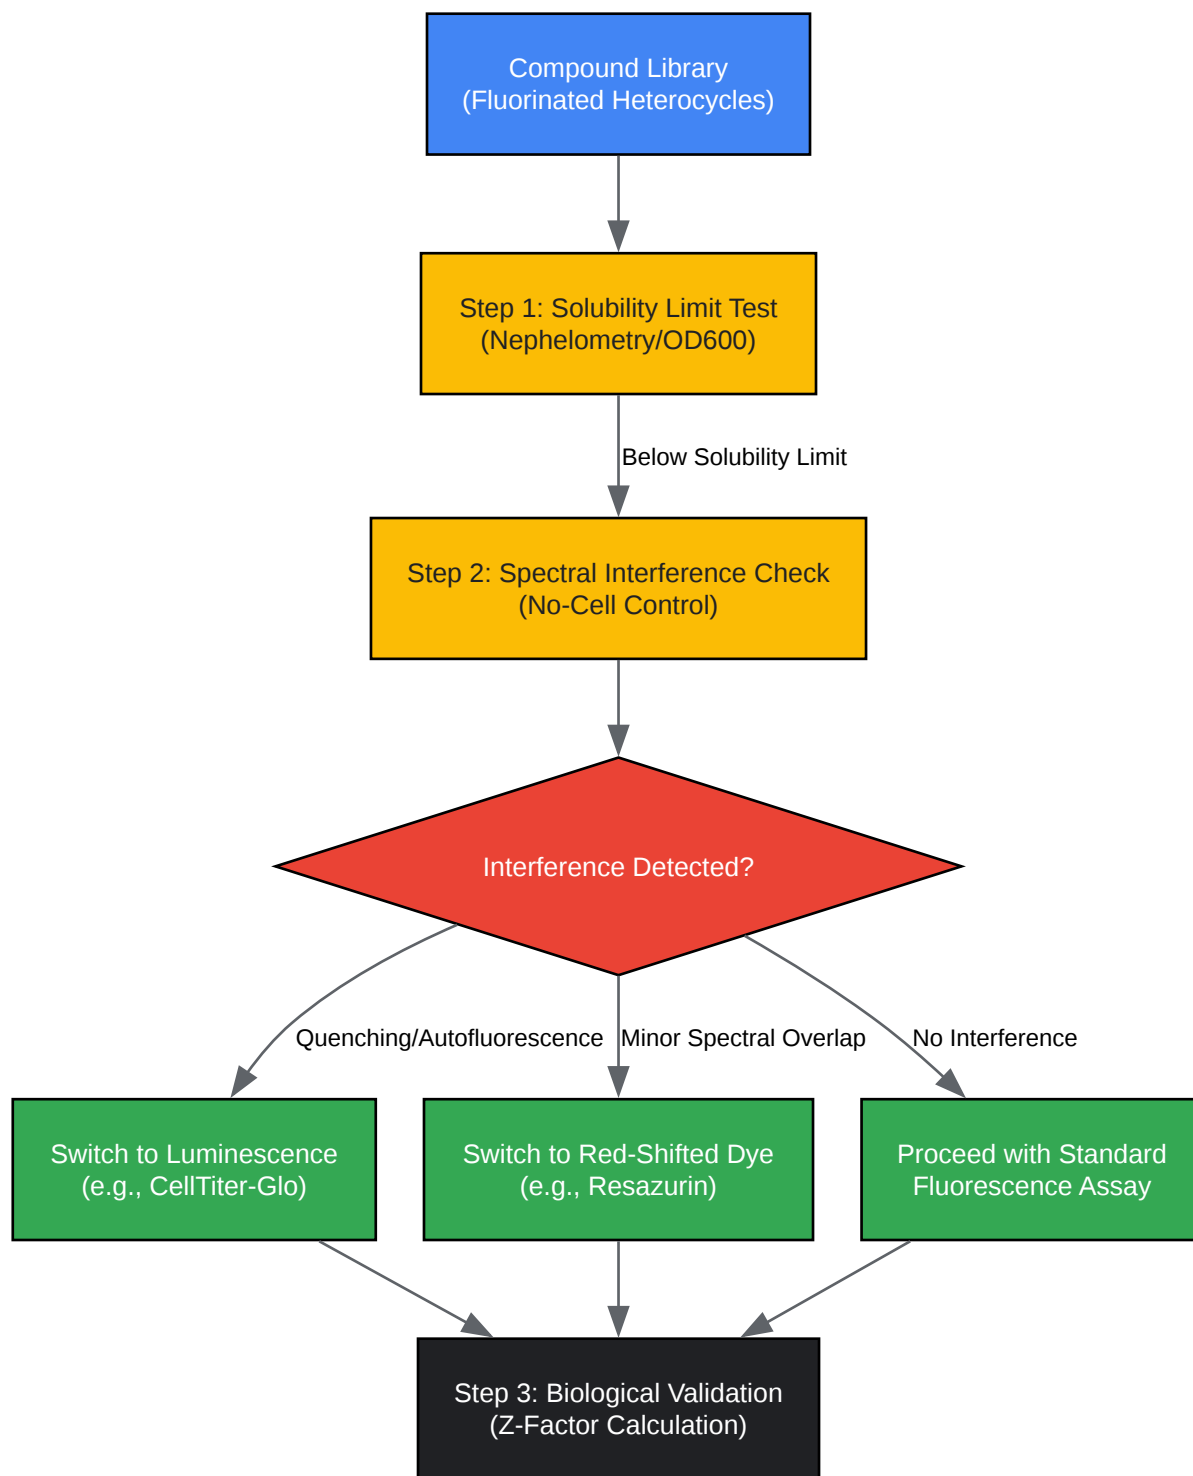 Compound Library
(Fluorinated Heterocycles)
Step 1: Solubility Limit Test
(Nephelometry/OD600)
Below Solubility Limit
Step 2: Spectral Interference Check
(No-Cell Control)
Interference Detected?
Quenching/Autofluorescence
Minor Spectral Overlap
No Interference
Switch to Luminescence
(e.g., CellTiter-Glo)
Switch to Red-Shifted Dye
(e.g., Resazurin)
Proceed with Standard
Fluorescence Assay
Step 3: Biological Validation
(Z-Factor Calculation)